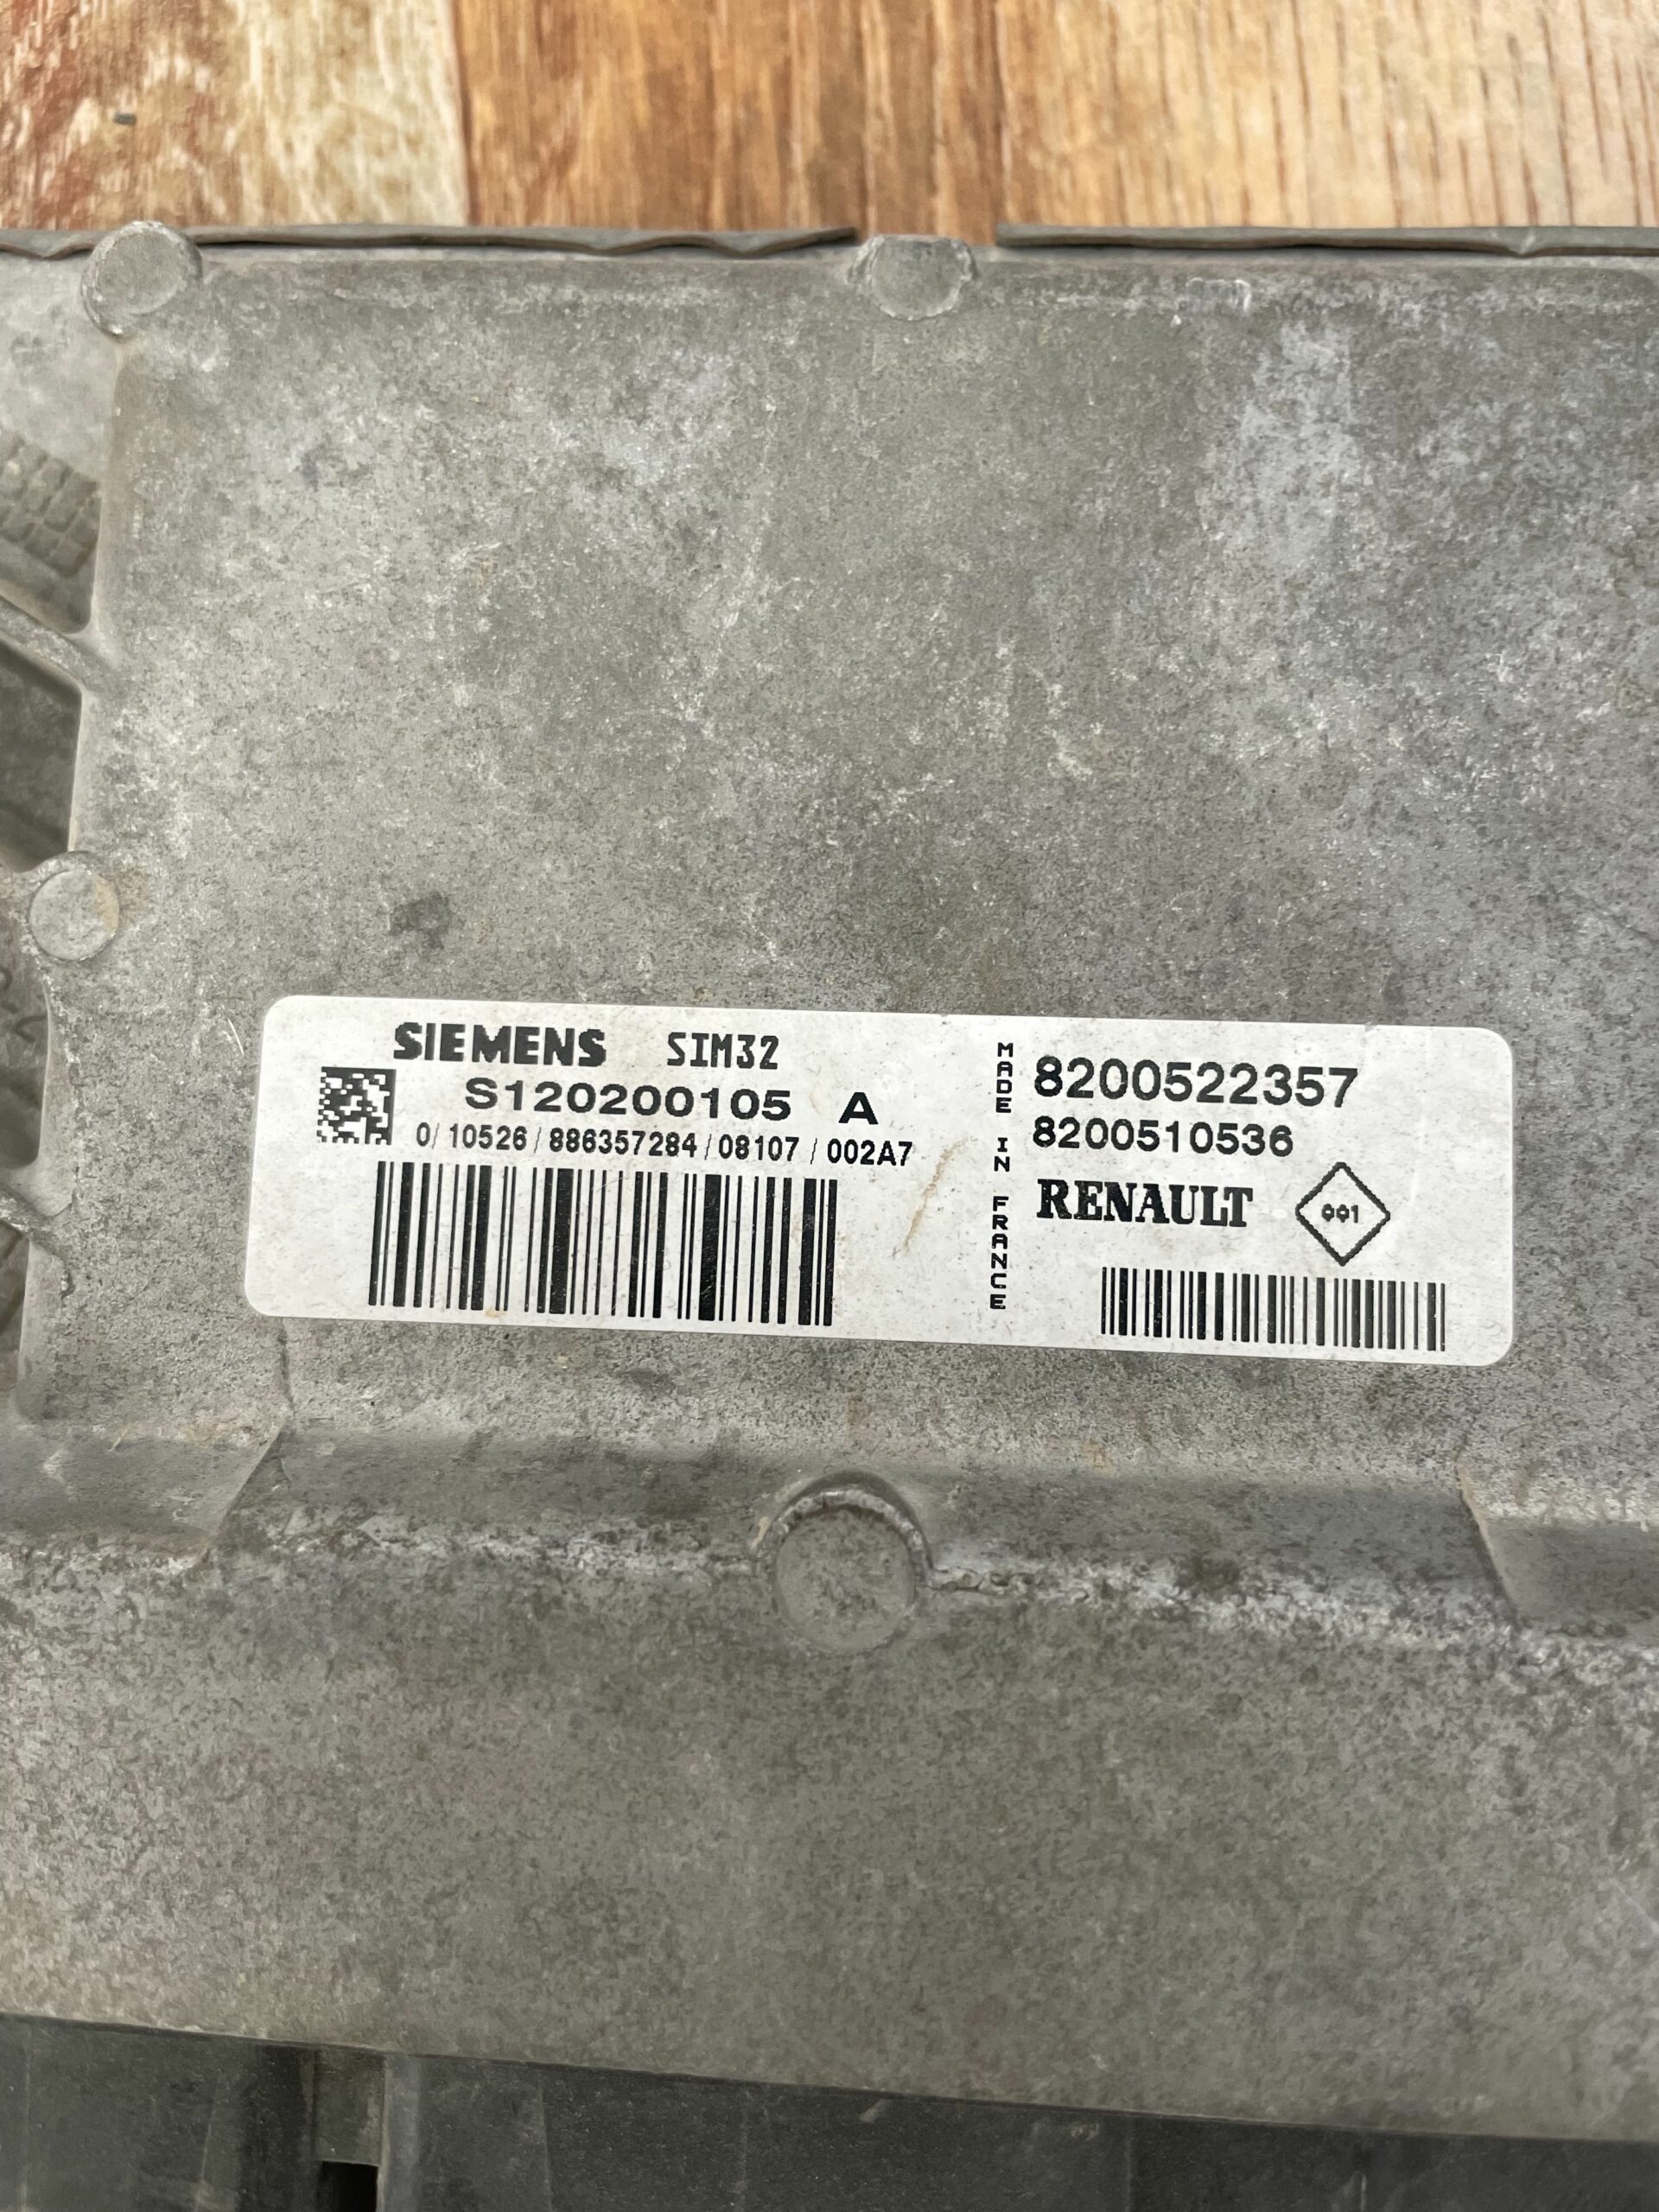 SIEMENS SIM32
S120200105 A
0/10526/886357284/08107/002A7
MADE IN FRANCE
8200522357
8200510536
RENAULT
001